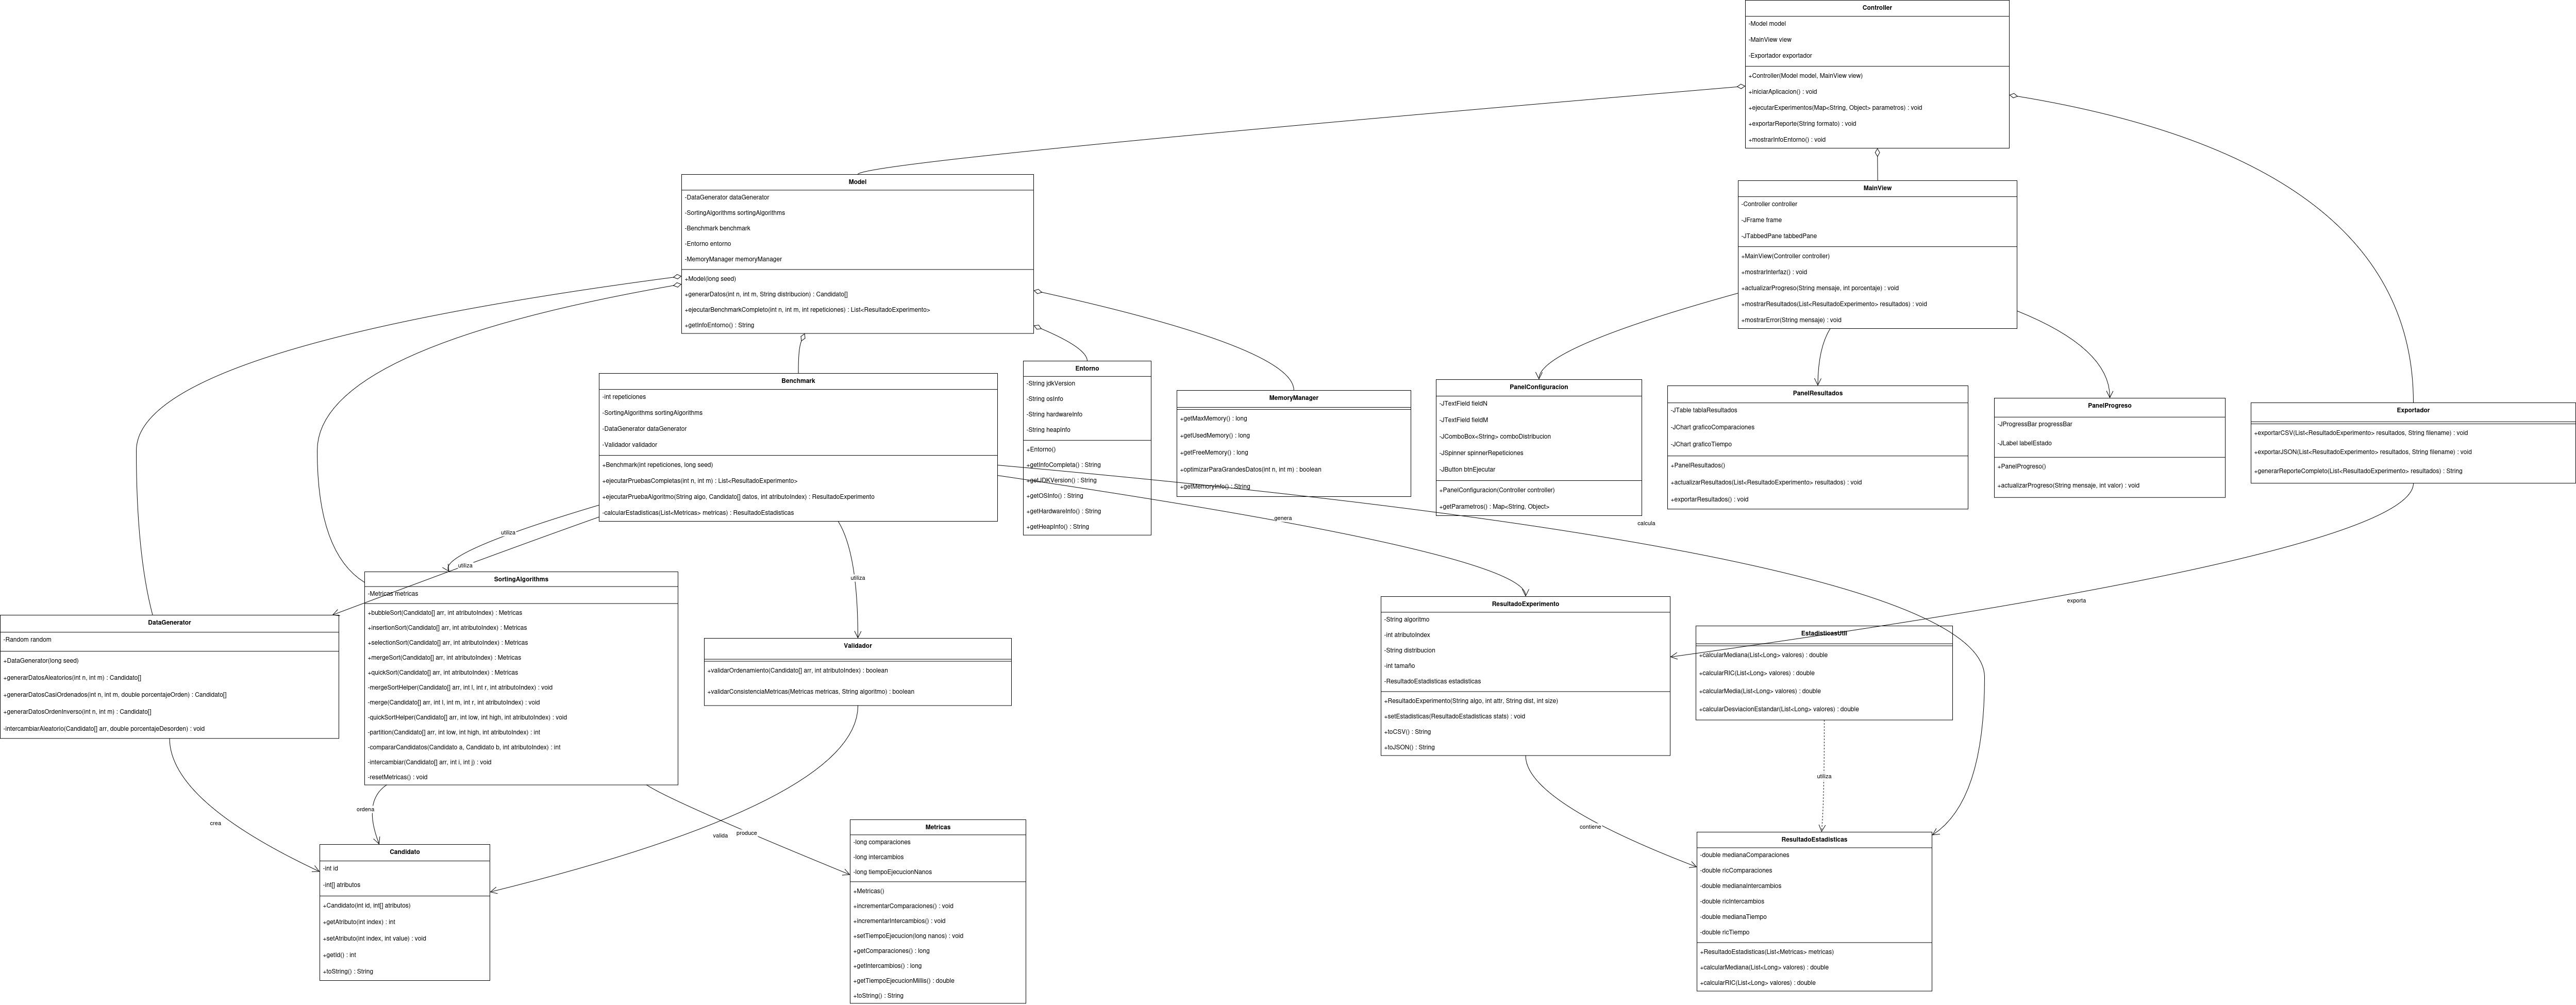 Controller
-Model model
-MainView view
-Exportador exportador
+Controller(Model model, MainView view)
+iniciarAplicacion() : void
+ejecutarExperimentos(Map<String, Object> parametros) : void
+exportarReporte(String formato) : void
+mostrarInfoEntorno() : void
Model
-DataGenerator dataGenerator
-SortingAlgorithms sortingAlgorithms
-Benchmark benchmark
-Entorno entorno
-MemoryManager memoryManager
+Model(long seed)
+generarDatos(int n, int m, String distribucion) : Candidato[]
+ejecutarBenchmarkCompleto(int n, int m, int repeticiones) : List<ResultadoExperimento>
+getInfoEntorno() : String
MainView
-Controller controller
-JFrame frame
-JTabbedPane tabbedPane
+MainView(Controller controller)
+mostrarInterfaz() : void
+actualizarProgreso(String mensaje, int porcentaje) : void
+mostrarResultados(List<ResultadoExperimento> resultados) : void
+mostrarError(String mensaje) : void
Benchmark
-int repeticiones
-SortingAlgorithms sortingAlgorithms
-DataGenerator dataGenerator
-Validador validador
+Benchmark(int repeticiones, long seed)
+ejecutarPruebasCompletas(int n, int m) : List<ResultadoExperimento>
+ejecutarPruebaAlgoritmo(String algo, Candidato[] datos, int atributoIndex) : ResultadoExperimento
-calcularEstadisticas(List<Metricas> metricas) : ResultadoEstadisticas
Entorno
-String jdkVersion
-String osInfo
-String hardwareInfo
-String heapInfo
+Entorno()
+getInfoCompleta() : String
+getJDKVersion() : String
+getOSInfo() : String
+getHardwareInfo() : String
+getHeapInfo() : String
MemoryManager
+getMaxMemory() : long
+getUsedMemory() : long
+getFreeMemory() : long
+optimizarParaGrandesDatos(int n, int m) : boolean
+getMemoryInfo() : String
PanelConfiguracion
-JTextField fieldN
-JTextField fieldM
-JComboBox<String> comboDistribucion
-JSpinner spinnerRepeticiones
-JButton btnEjecutar
+PanelConfiguracion(Controller controller)
+getParametros() : Map<String, Object>
PanelResultados
-JTable tablaResultados
-JChart graficoComparaciones
-JChart graficoTiempo
+PanelResultados()
+actualizarResultados(List<ResultadoExperimento> resultados) : void
+exportarResultados() : void
PanelProgreso
-JProgressBar progressBar
-JLabel labelEstado
+PanelProgreso()
+actualizarProgreso(String mensaje, int valor) : void
Exportador
+exportarCSV(List<ResultadoExperimento> resultados, String filename) : void
+exportarJSON(List<ResultadoExperimento> resultados, String filename) : void
+generarReporteCompleto(List<ResultadoExperimento> resultados) : String
genera
calcula
utiliza
utiliza
utiliza
exporta
SortingAlgorithms
-Metricas metricas
+bubbleSort(Candidato[] arr, int atributoIndex) : Metricas
+insertionSort(Candidato[] arr, int atributoIndex) : Metricas
+selectionSort(Candidato[] arr, int atributoIndex) : Metricas
+mergeSort(Candidato[] arr, int atributoIndex) : Metricas
+quickSort(Candidato[] arr, int atributoIndex) : Metricas
-mergeSortHelper(Candidato[] arr, int l, int r, int atributoIndex) : void
-merge(Candidato[] arr, int l, int m, int r, int atributoIndex) : void
-quickSortHelper(Candidato[] arr, int low, int high, int atributoIndex) : void
-partition(Candidato[] arr, int low, int high, int atributoIndex) : int
-compararCandidatos(Candidato a, Candidato b, int atributoIndex) : int
-intercambiar(Candidato[] arr, int i, int j) : void
-resetMetricas() : void
DataGenerator
-Random random
+DataGenerator(long seed)
+generarDatosAleatorios(int n, int m) : Candidato[]
+generarDatosCasiOrdenados(int n, int m, double porcentajeOrden) : Candidato[]
+generarDatosOrdenInverso(int n, int m) : Candidato[]
-intercambiarAleatorio(Candidato[] arr, double porcentajeDesorden) : void
Validador
+validarOrdenamiento(Candidato[] arr, int atributoIndex) : boolean
+validarConsistenciaMetricas(Metricas metricas, String algoritmo) : boolean
ResultadoExperimento
-String algoritmo
-int atributoIndex
-String distribucion
-int tamaño
-ResultadoEstadisticas estadisticas
+ResultadoExperimento(String algo, int attr, String dist, int size)
+setEstadisticas(ResultadoEstadisticas stats) : void
+toCSV() : String
+toJSON() : String
EstadisticasUtil
+calcularMediana(List<Long> valores) : double
+calcularRIC(List<Long> valores) : double
+calcularMedia(List<Long> valores) : double
+calcularDesviacionEstandar(List<Long> valores) : double
utiliza
ordena
crea
valida
produce
contiene
Candidato
-int id
-int[] atributos
+Candidato(int id, int[] atributos)
+getAtributo(int index) : int
+setAtributo(int index, int value) : void
+getId() : int
+toString() : String
Metricas
-long comparaciones
-long intercambios
-long tiempoEjecucionNanos
+Metricas()
+incrementarComparaciones() : void
+incrementarIntercambios() : void
+setTiempoEjecucion(long nanos) : void
+getComparaciones() : long
+getIntercambios() : long
+getTiempoEjecucionMillis() : double
+toString() : String
ResultadoEstadisticas
-double medianaComparaciones
-double ricComparaciones
-double medianaIntercambios
-double ricIntercambios
-double medianaTiempo
-double ricTiempo
+ResultadoEstadisticas(List<Metricas> metricas)
+calcularMediana(List<Long> valores) : double
+calcularRIC(List<Long> valores) : double